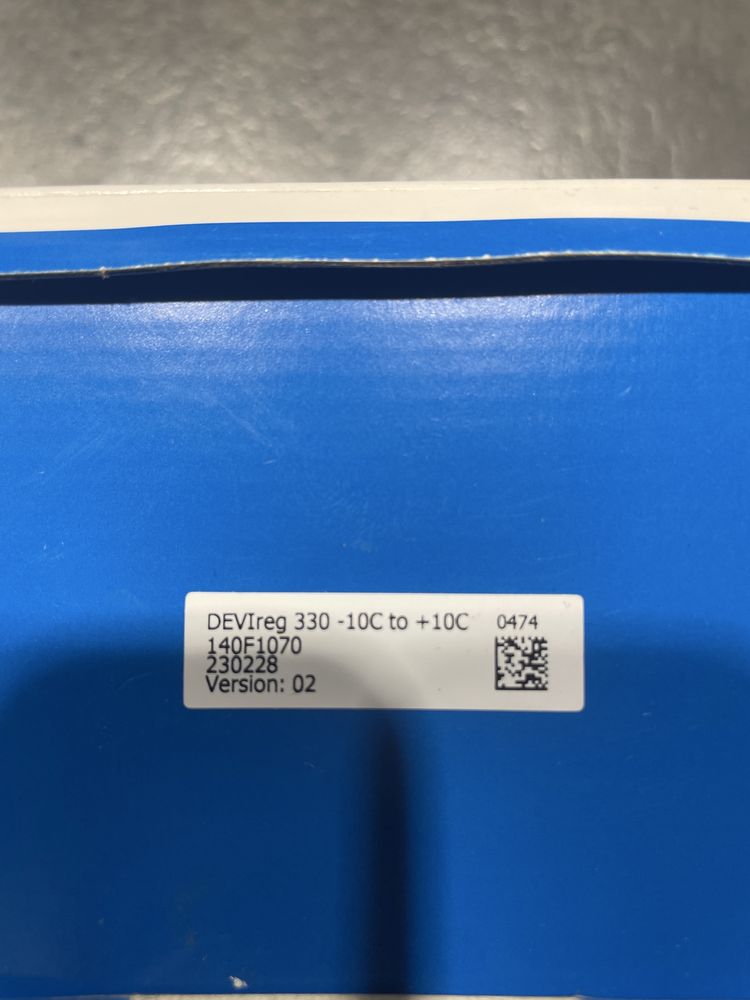 DEVIreg 330 -10C to +10C 0474
140F1070
230228
Version: 02